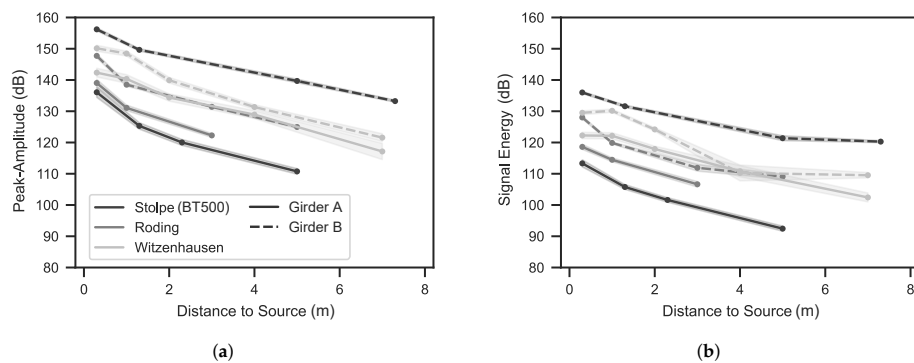 160
150
140
130
120
110
100
90
80
Peak-Amplitude (dB)
Stolpe (BT500)
Roding
Witzenhausen
Girder A
Girder B
0 2 4 6 8
Distance to Source (m)
(a)
160
150
140
130
120
110
100
90
80
Signal Energy (dB)
0 2 4 6 8
Distance to Source (m)
(b)